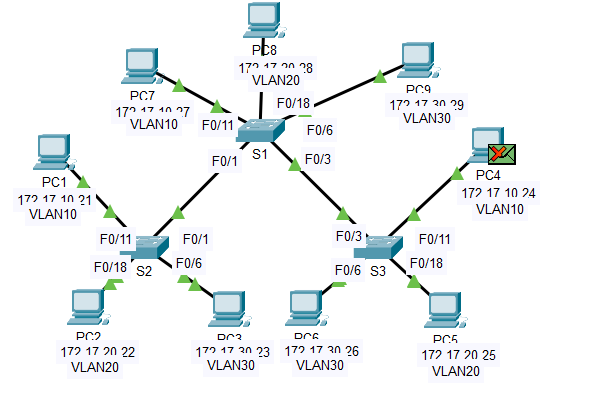 PC8
172.17.20.28
VLAN20
PC7
172.17.10.27
VLAN10
PC9
172.17.30.29
VLAN30
F0/18
F0/11
F0/6
S1
F0/1
F0/3
PC1
172.17.10.21
VLAN10
PC4
172.17.10.24
VLAN10
F0/11
F0/1
S2
F0/18
F0/6
F0/3
F0/11
S3
F0/6
F0/18
PC2
172.17.20.22
VLAN20
PC3
172.17.30.23
VLAN30
PC6
172.17.30.26
VLAN30
PC5
172.17.20.25
VLAN20